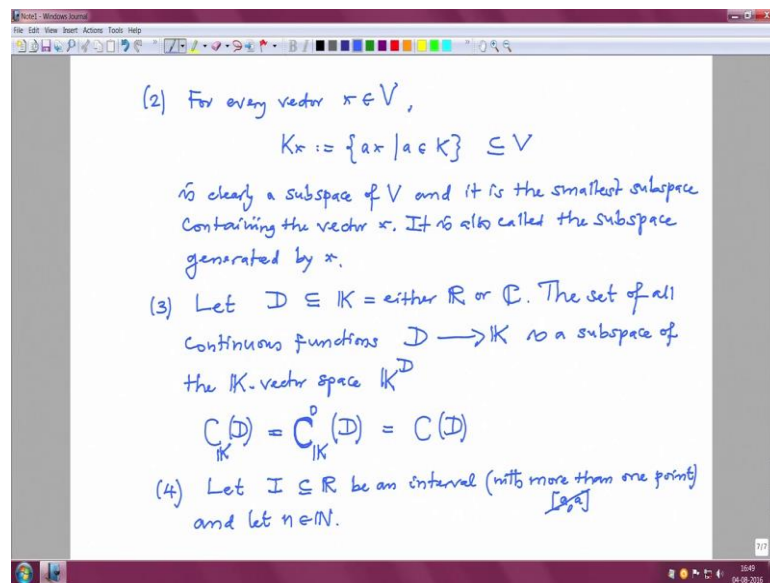 Note1 - Windows Journal
File Edit View Insert Actions Tools Help
(2) For every vector x ∈ V,
Kx := {ax | a ∈ K} ⊆ V
is clearly a subspace of V and it is the smallest subspace
containing the vector x. It is also called the subspace
generated by x.
(3) Let D ⊆ 𝕂 = either ℝ or ℂ. The set of all
continuous functions D ⟶ 𝕂 is a subspace of
the 𝕂-vector space 𝕂^D
C_𝕂(D) = C^0_𝕂(D) = C(D)
(4) Let I ⊆ ℝ be an interval (with more than one point)
[a,a]
and let n ∈ ℕ.
7/7
16:49
04-08-2016